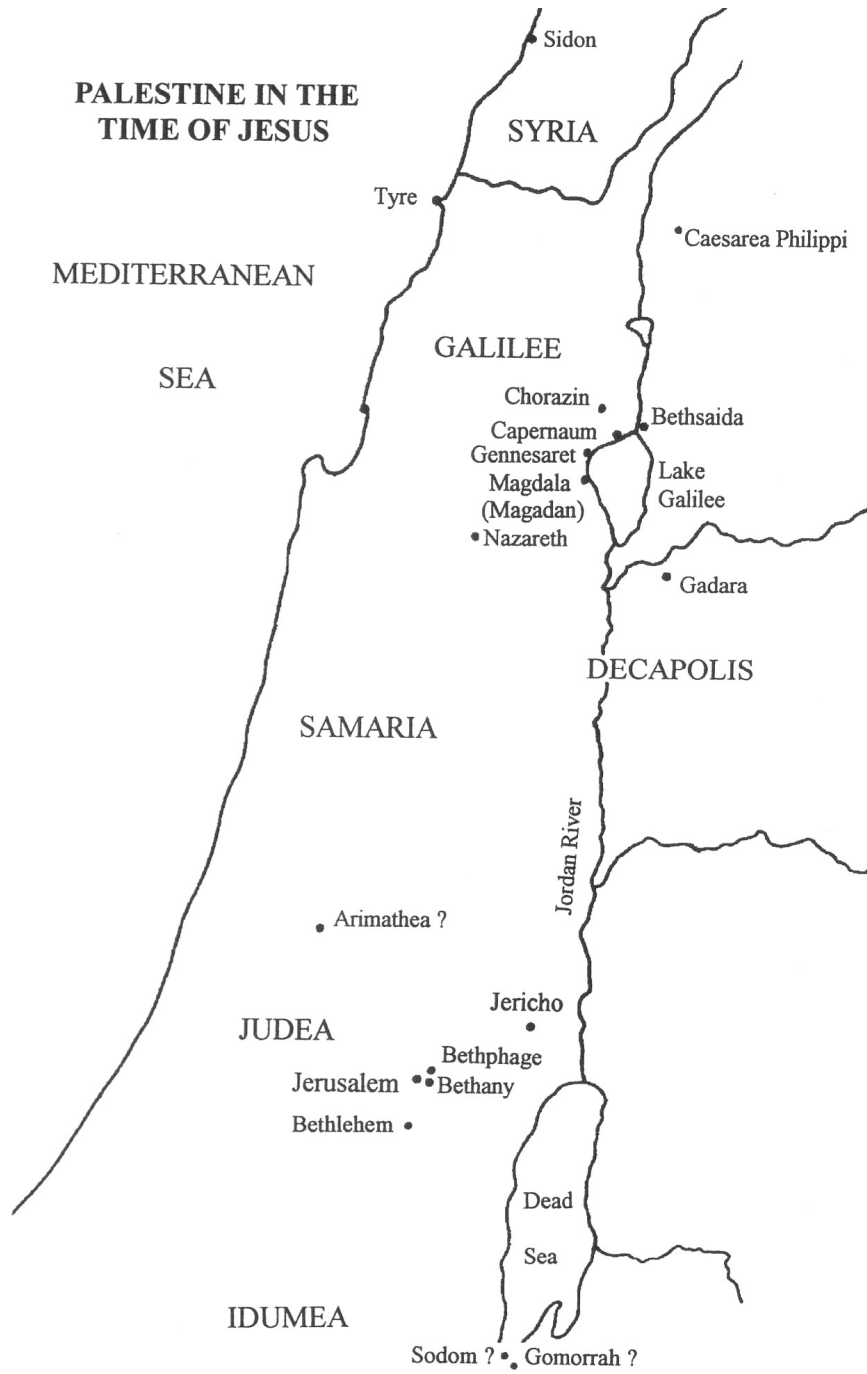 Sidon
PALESTINE IN THE
TIME OF JESUS
SYRIA
Tyre
Caesarea Philippi
MEDITERRANEAN
GALILEE
SEA
Chorazin
Bethsaida
Capernaum
Gennesaret
Lake
Magdala
Galilee
(Magadan)
Nazareth
Gadara
DECAPOLIS
SAMARIA
Jordan River
Arimathea ?
Jericho
JUDEA
Bethphage
Jerusalem
Bethany
Bethlehem
Dead
Sea
IDUMEA
Sodom ?
Gomorrah ?